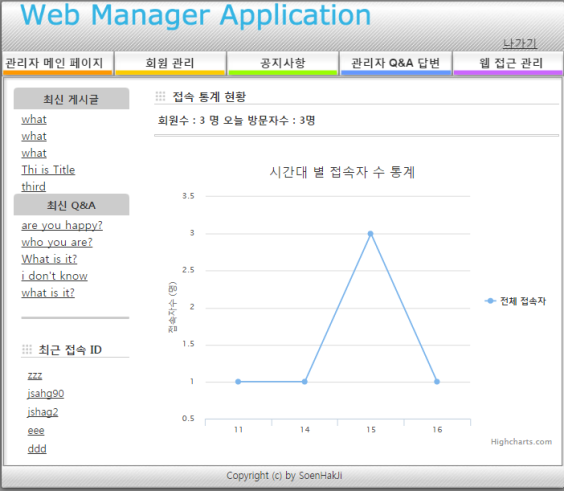 Web Manager Application
나가기
관리자 메인 페이지 회원 관리 공지사항 관리자 Q&A 답변 웹 접근 관리
최신 게시글
what
what
what
Thi is Title
third
최신 Q&A
are you happy?
who you are?
What is it?
i don't know
what is it?
최근 접속 ID
zzz
jsahg90
jshag2
eee
ddd
접속 통계 현황
회원수 : 3 명 오늘 방문자수 : 3명
시간대 별 접속자 수 통계
접속자수 (명)
3.5
3
2.5
2
1.5
1
0.5
11 14 15 16
전체 접속자
Highcharts.com
Copyright (c) by SoenHakJi